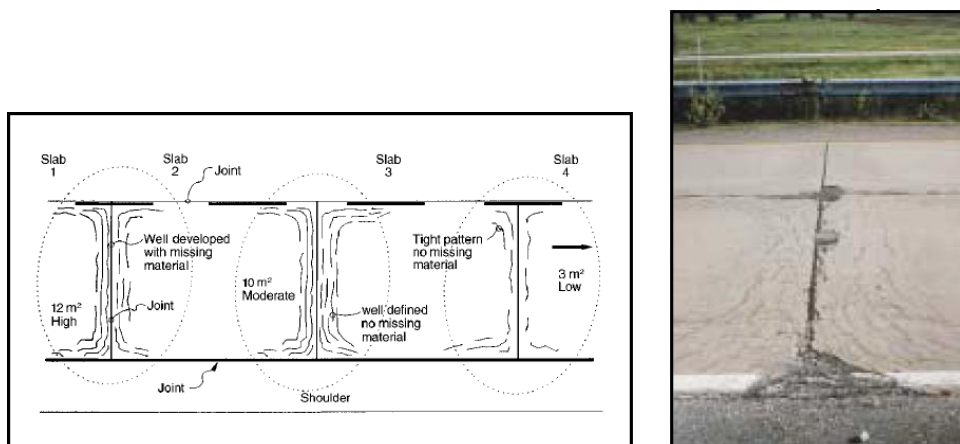 Slab
1
Slab
2
Joint
Slab
3
Slab
4
Well developed
with missing
material
12 m²
High
Joint
10 m²
Moderate
well-defined
no missing
material
Tight pattern
no missing
material
3 m²
Low
Joint
Shoulder